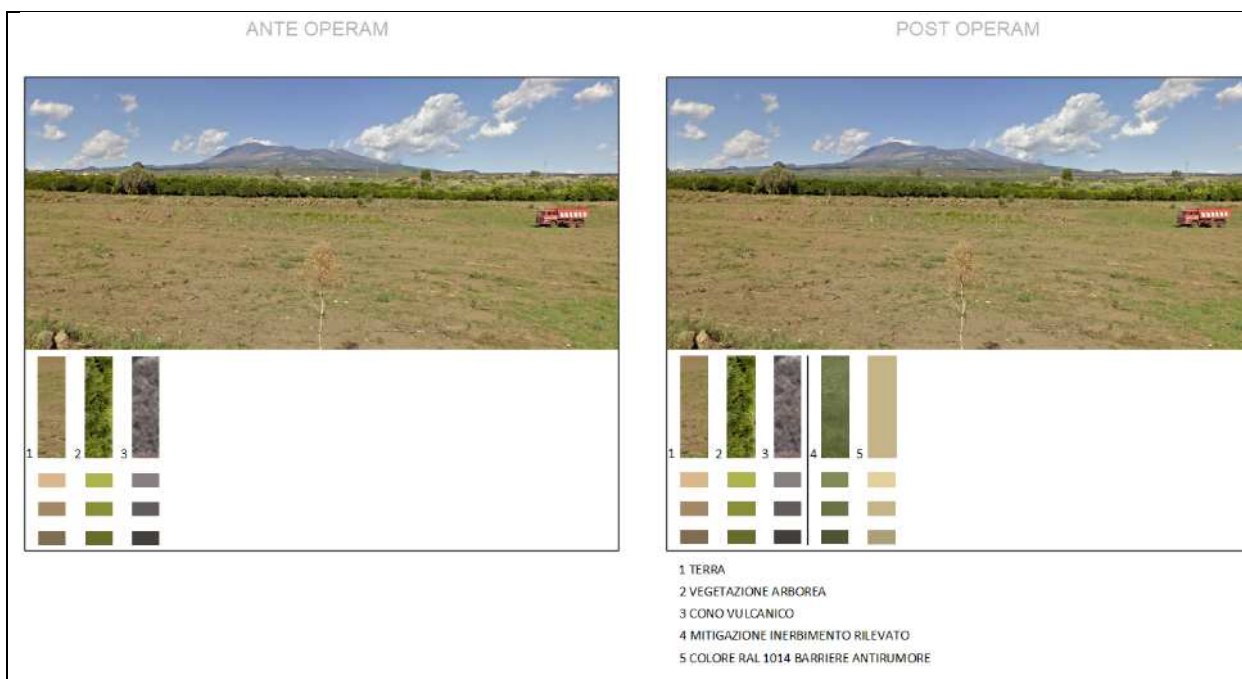 ANTE OPERAM
POST OPERAM
1 2 3
1 2 3 4 5
1 TERRA
2 VEGETAZIONE ARBOREA
3 CONO VULCANICO
4 MITIGAZIONE INERBIMENTO RILEVATO
5 COLORE RAL 1014 BARRIERE ANTIRUMORE